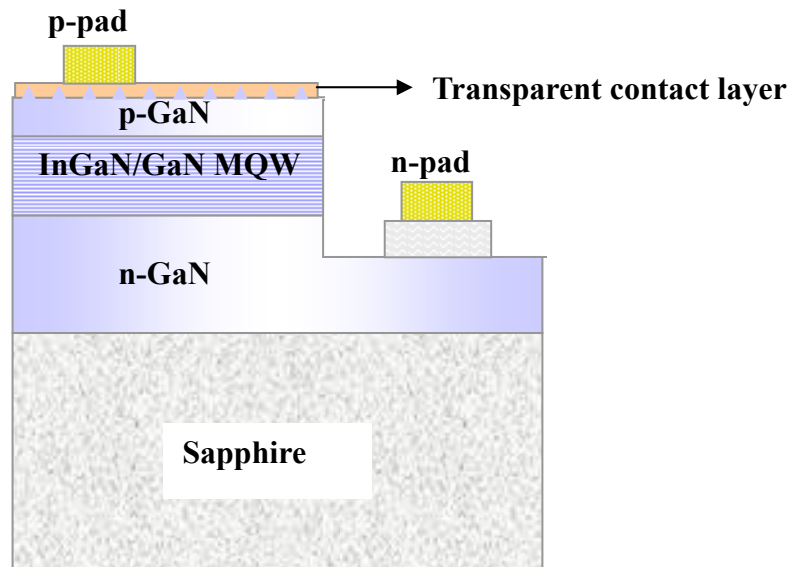 p-pad
Transparent contact layer
p-GaN
InGaN/GaN MQW
n-pad
n-GaN
Sapphire